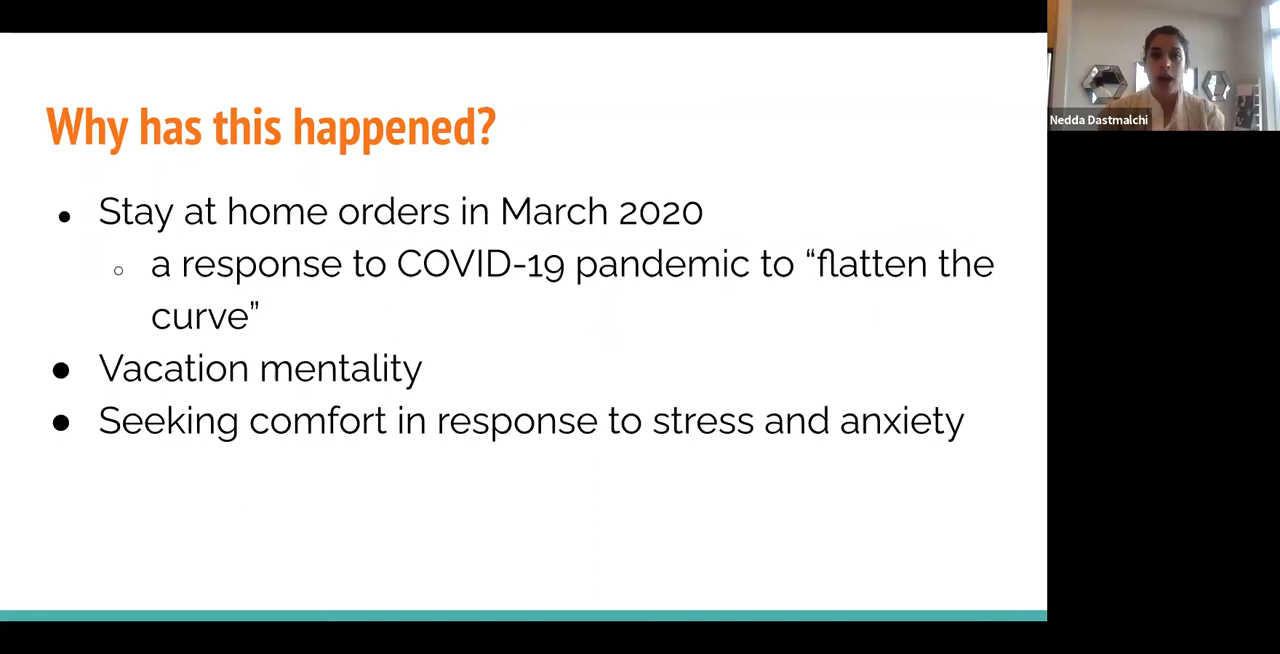 Why has this happened?
● Stay at home orders in March 2020
○ a response to COVID-19 pandemic to “flatten the
curve”
● Vacation mentality
● Seeking comfort in response to stress and anxiety
Nedda Dastmalchi